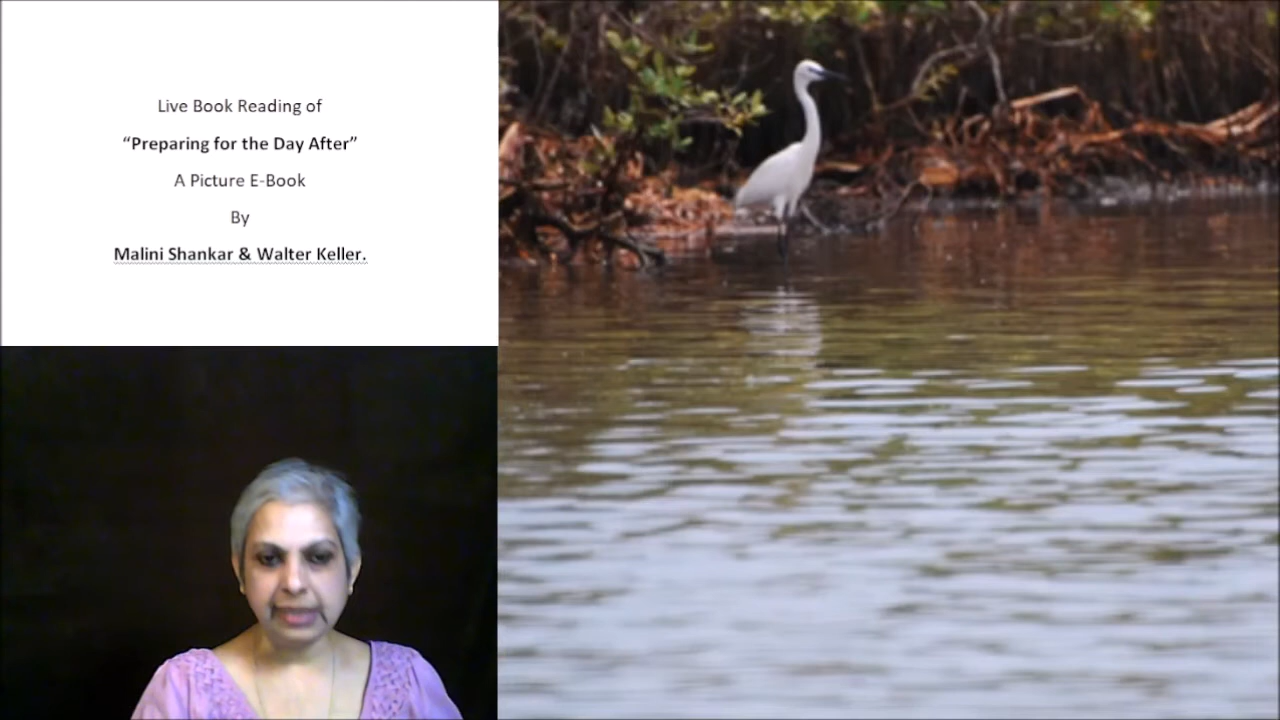 Live Book Reading of
“Preparing for the Day After”
A Picture E-Book
By
Malini Shankar & Walter Keller.